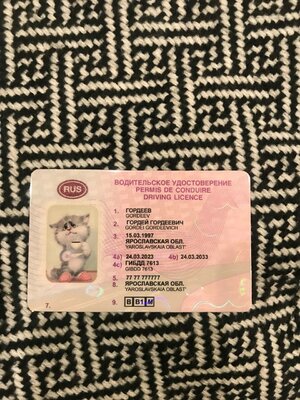 RUS
ВОДИТЕЛЬСКОЕ УДОСТОВЕРЕНИЕ
PERMIS DE CONDUIRE
DRIVING LICENCE
1. ГОРДЕЕВ
GORDEEV
2. ГОРДЕЙ ГОРДЕЕВИЧ
GORDEI GORDEEVICH
3. 15.03.1997
ЯРОСЛАВСКАЯ ОБЛ.
YAROSLAVSKAIA OBLAST
4a) 24.03.2023 4b) 24.03.2033
4c) ГИБДД 7613
GIBDD 7613
5. 77 77 777777
8. ЯРОСЛАВСКАЯ ОБЛ.
YAROSLAVSKAIA OBLAST
7. 9. B B1 M